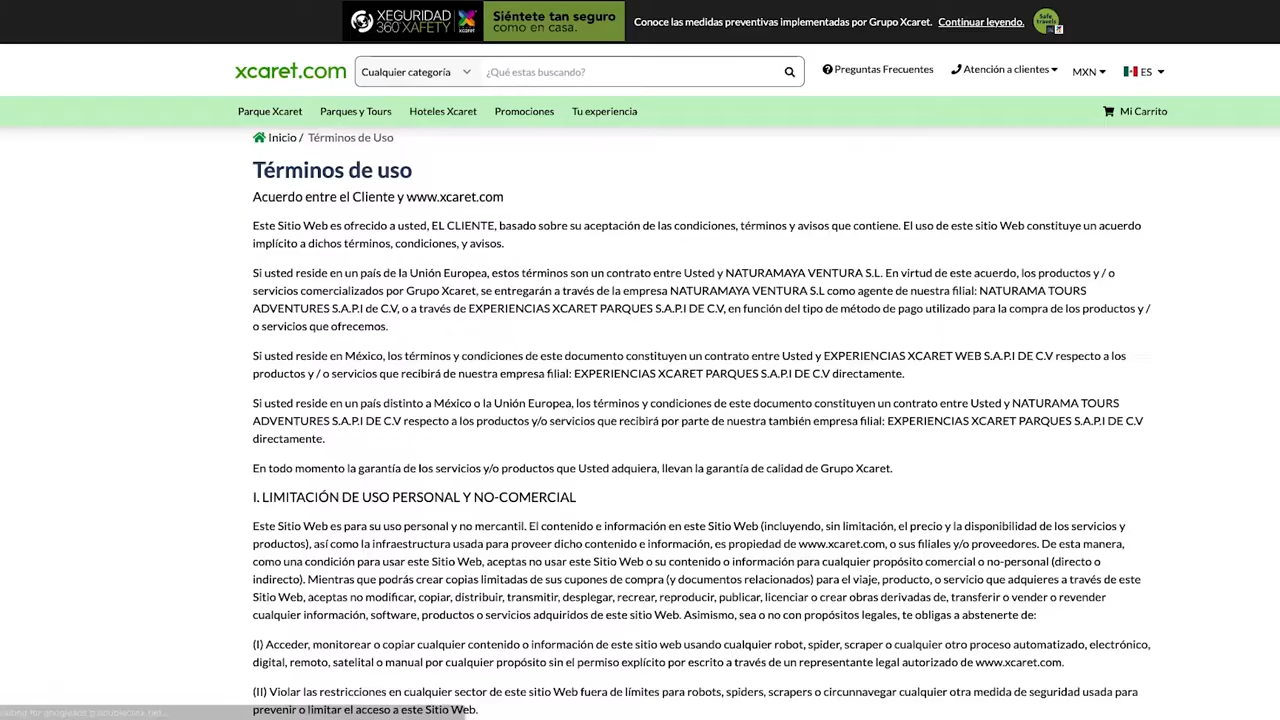 XEGURIDAD
360° XAFETY
xcaret
Siéntete tan seguro
como en casa.
Conoce las medidas preventivas implementadas por Grupo Xcaret. Continuar leyendo.
Safe
travels
xcaret.com
Cualquier categoría
¿Qué estas buscando?
Preguntas Frecuentes
Atención a clientes
MXN
ES
Parque Xcaret
Parques y Tours
Hoteles Xcaret
Promociones
Tu experiencia
Mi Carrito
Inicio / Términos de Uso
Términos de uso
Acuerdo entre el Cliente y www.xcaret.com
Este Sitio Web es ofrecido a usted, EL CLIENTE, basado sobre su aceptación de las condiciones, términos y avisos que contiene. El uso de este sitio Web constituye un acuerdo
implícito a dichos términos, condiciones, y avisos.
Si usted reside en un país de la Unión Europea, estos términos son un contrato entre Usted y NATURAMAYA VENTURA S.L. En virtud de este acuerdo, los productos y / o
servicios comercializados por Grupo Xcaret, se entregarán a través de la empresa NATURAMAYA VENTURA S.L como agente de nuestra filial: NATURAMA TOURS
ADVENTURES S.A.P.I de C.V, o a través de EXPERIENCIAS XCARET PARQUES S.A.P.I DE C.V, en función del tipo de método de pago utilizado para la compra de los productos y /
o servicios que ofrecemos.
Si usted reside en México, los términos y condiciones de este documento constituyen un contrato entre Usted y EXPERIENCIAS XCARET WEB S.A.P.I DE C.V respecto a los
productos y / o servicios que recibirá de nuestra empresa filial: EXPERIENCIAS XCARET PARQUES S.A.P.I DE C.V directamente.
Si usted reside en un país distinto a México o la Unión Europea, los términos y condiciones de este documento constituyen un contrato entre Usted y NATURAMA TOURS
ADVENTURES S.A.P.I DE C.V respecto a los productos y/o servicios que recibirá por parte de nuestra también empresa filial: EXPERIENCIAS XCARET PARQUES S.A.P.I DE C.V
directamente.
En todo momento la garantía de los servicios y/o productos que Usted adquiera, llevan la garantía de calidad de Grupo Xcaret.
I. LIMITACIÓN DE USO PERSONAL Y NO-COMERCIAL
Este Sitio Web es para su uso personal y no mercantil. El contenido e información en este Sitio Web (incluyendo, sin limitación, el precio y la disponibilidad de los servicios y
productos), así como la infraestructura usada para proveer dicho contenido e información, es propiedad de www.xcaret.com, o sus filiales y/o proveedores. De esta manera,
como una condición para usar este Sitio Web, aceptas no usar este Sitio Web o su contenido o información para cualquier propósito comercial o no-personal (directo o
indirecto). Mientras que podrás crear copias limitadas de sus cupones de compra (y documentos relacionados) para el viaje, producto, o servicio que adquieres a través de este
Sitio Web, aceptas no modificar, copiar, distribuir, transmitir, desplegar, recrear, reproducir, publicar, licenciar o crear obras derivadas de, transferir o vender o revender
cualquier información, software, productos o servicios adquiridos de este sitio Web. Asimismo, sea o no con propósitos legales, te obligas a abstenerte de:
(I) Acceder, monitorear o copiar cualquier contenido o información de este sitio web usando cualquier robot, spider, scraper o cualquier otro proceso automatizado, electrónico,
digital, remoto, satelital o manual por cualquier propósito sin el permiso explícito por escrito a través de un representante legal autorizado de www.xcaret.com.
(II) Violar las restricciones en cualquier sector de este sitio Web fuera de límites para robots, spiders, scrapers o circunnavegar cualquier otra medida de seguridad usada para
prevenir o limitar el acceso a este Sitio Web.